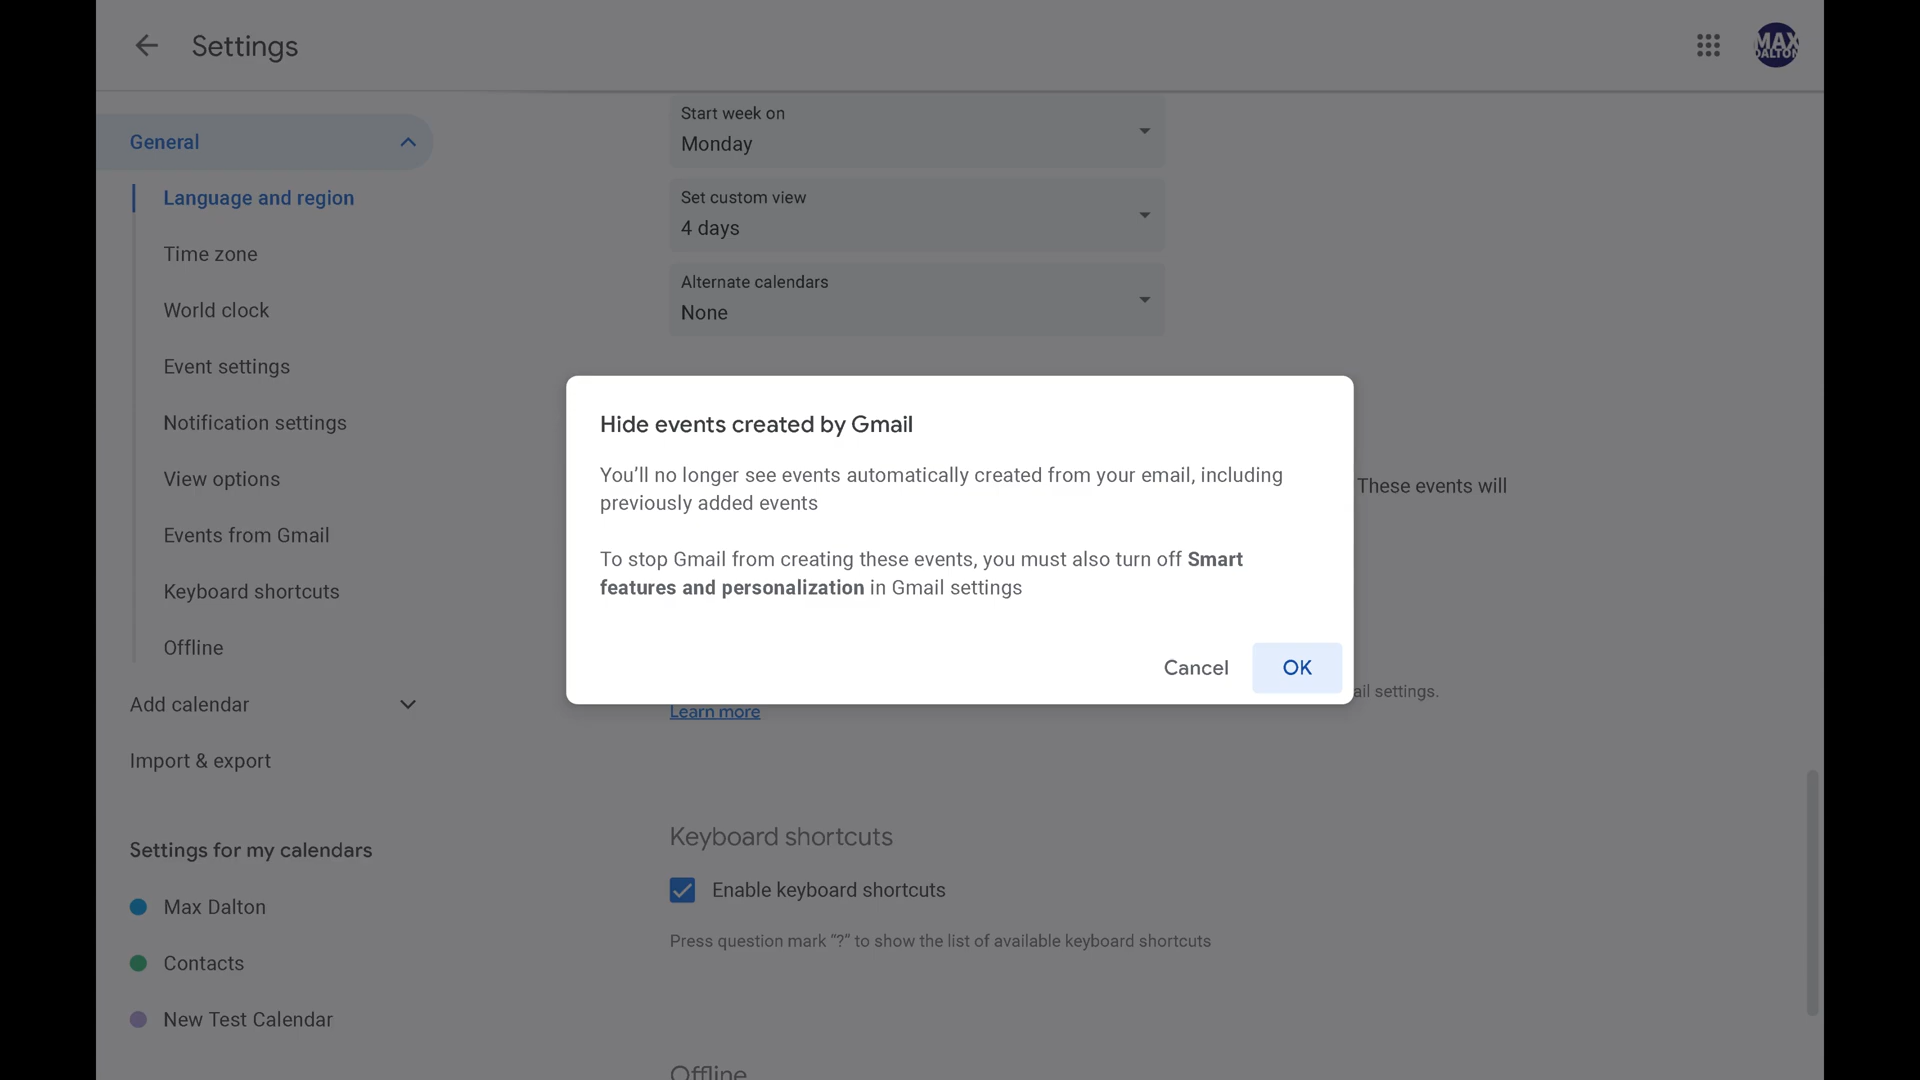 Settings
MAX
DALTON
General
Language and region
Time zone
World clock
Event settings
Notification settings
View options
Events from Gmail
Keyboard shortcuts
Offline
Add calendar
Import & export
Settings for my calendars
Max Dalton
Contacts
New Test Calendar
Start week on
Monday
Set custom view
4 days
Alternate calendars
None
Hide events created by Gmail
You’ll no longer see events automatically created from your email, including
previously added events
To stop Gmail from creating these events, you must also turn off Smart
features and personalization in Gmail settings
Cancel
OK
These events will
ail settings.
Learn more
Keyboard shortcuts
Enable keyboard shortcuts
Press question mark “?” to show the list of available keyboard shortcuts
Offline